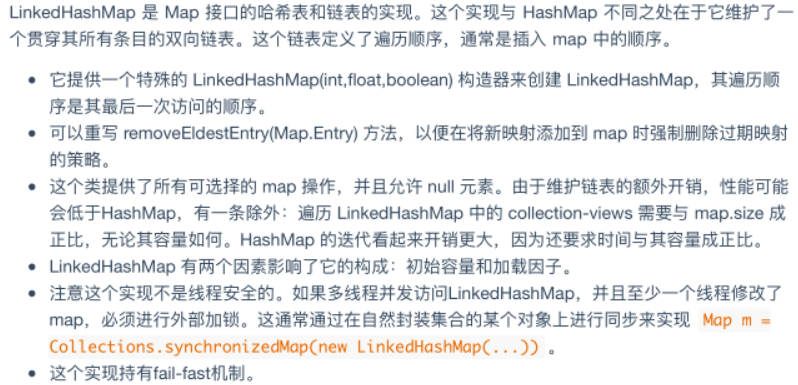 LinkedHashMap 是 Map 接口的哈希表和链表的实现。这个实现与 HashMap 不同之处在于它维护了一
个贯穿其所有条目的双向链表。这个链表定义了遍历顺序，通常是插入 map 中的顺序。
• 它提供一个特殊的 LinkedHashMap(int,float,boolean) 构造器来创建 LinkedHashMap，其遍历顺
序是其最后一次访问的顺序。
• 可以重写 removeEldestEntry(Map.Entry) 方法，以便在将新映射添加到 map 时强制删除过期映射
的策略。
• 这个类提供了所有可选择的 map 操作，并且允许 null 元素。由于维护链表的额外开销，性能可能
会低于HashMap，有一条除外：遍历 LinkedHashMap 中的 collection-views 需要与 map.size 成
正比，无论其容量如何。HashMap 的迭代看起来开销更大，因为还要求时间与其容量成正比。
• LinkedHashMap 有两个因素影响了它的构成：初始容量和加载因子。
• 注意这个实现不是线程安全的。如果多线程并发访问LinkedHashMap，并且至少一个线程修改了
map，必须进行外部加锁。这通常通过在自然封装集合的某个对象上进行同步来实现 Map m =
Collections.synchronizedMap(new LinkedHashMap(...)) 。
• 这个实现持有fail-fast机制。